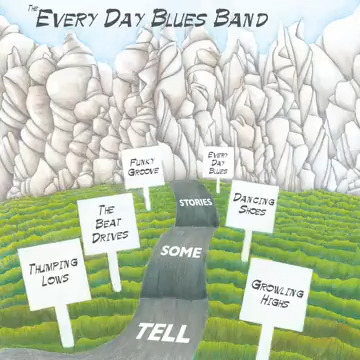 The EVERY DAY BLUES BAND
FUNKY
GROOVE
EVERY
DAY
BLUES
THE
BEAT
DRIVES
DANCING
SHOES
THUMPING
LOWS
GROWLING
HIGHS
STORIES
SOME
TELL